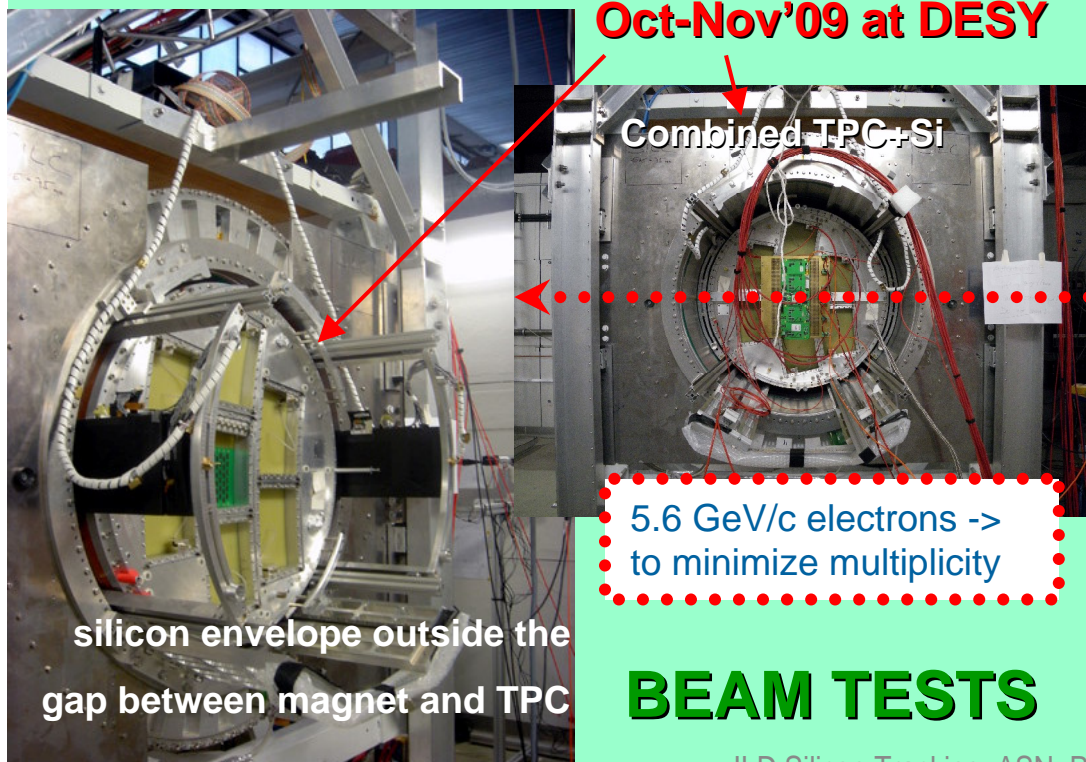 Oct-Nov'09 at DESY
Combined TPC+Si
5.6 GeV/c electrons ->
to minimize multiplicity
silicon envelope outside the
gap between magnet and TPC
BEAM TESTS